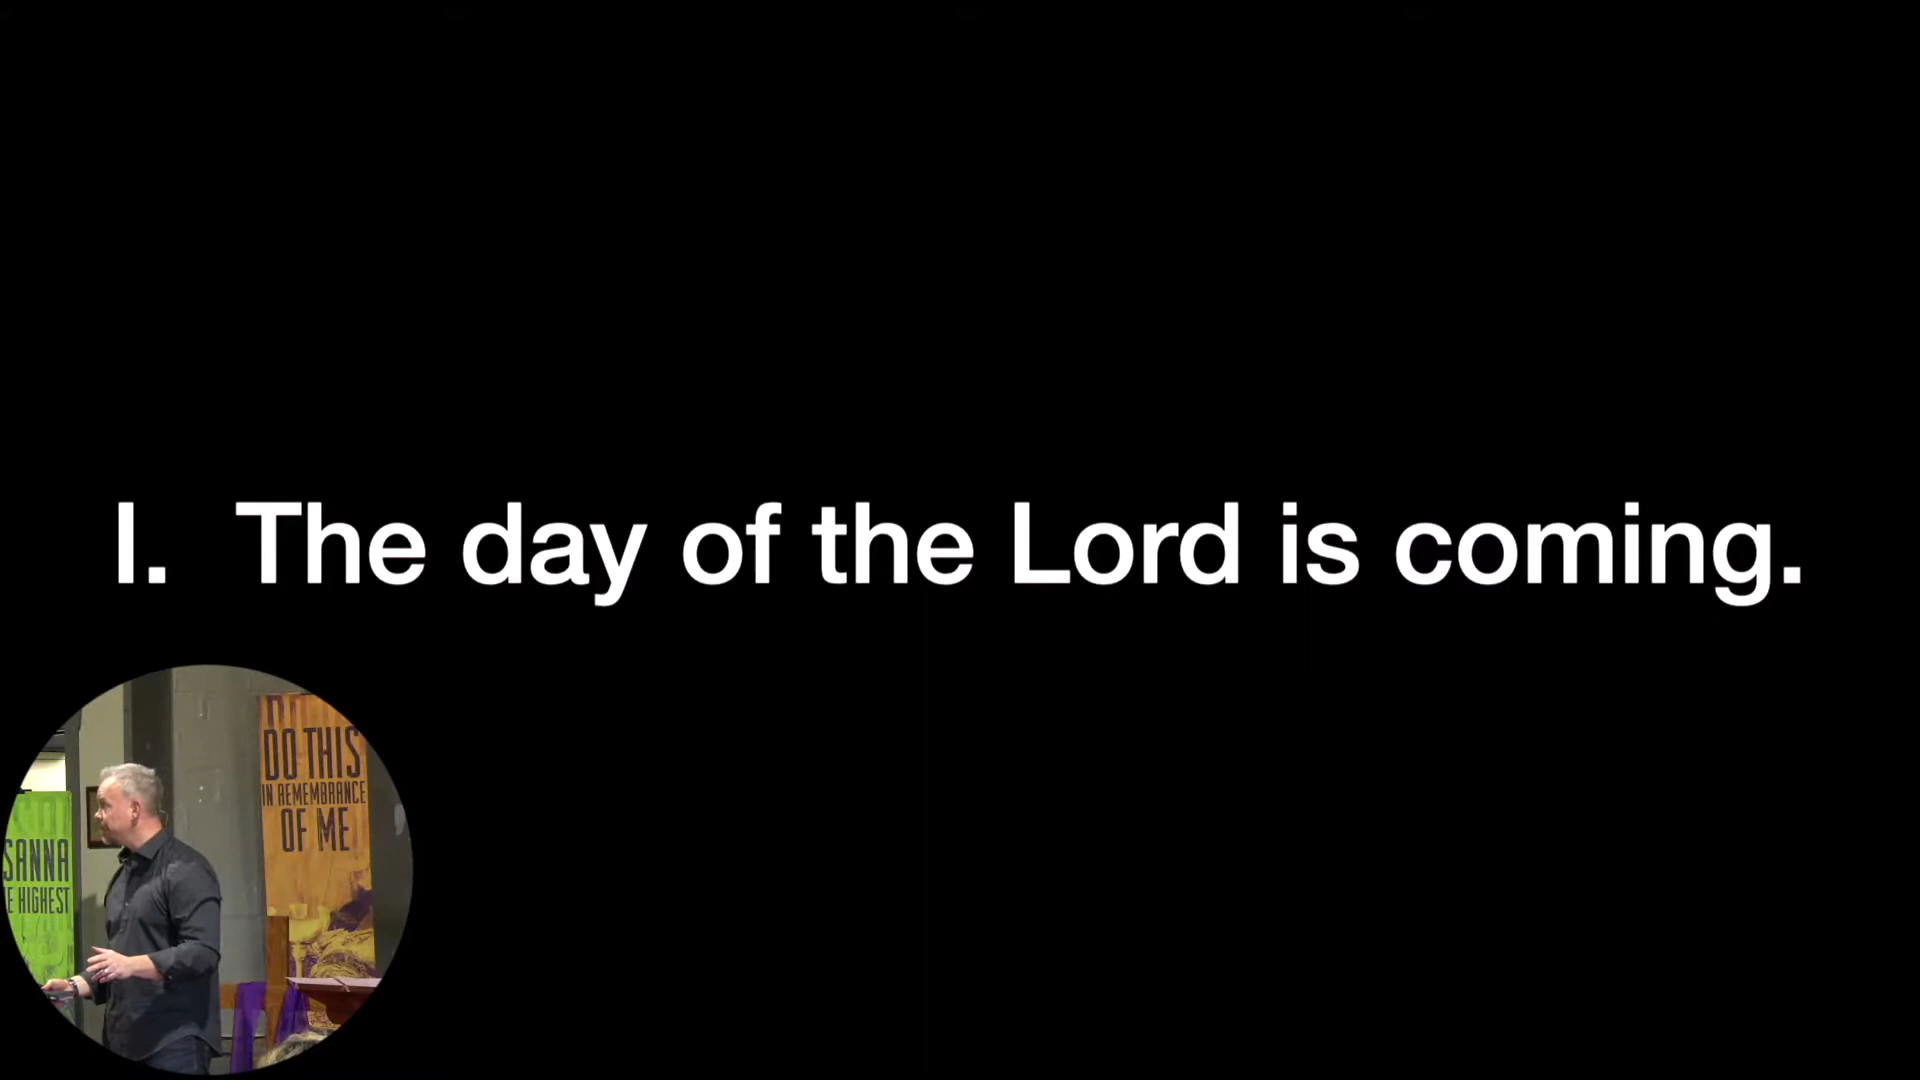 I. The day of the Lord is coming.
DO THIS
IN REMEMBRANCE
OF ME
SANNA
E HIGHEST